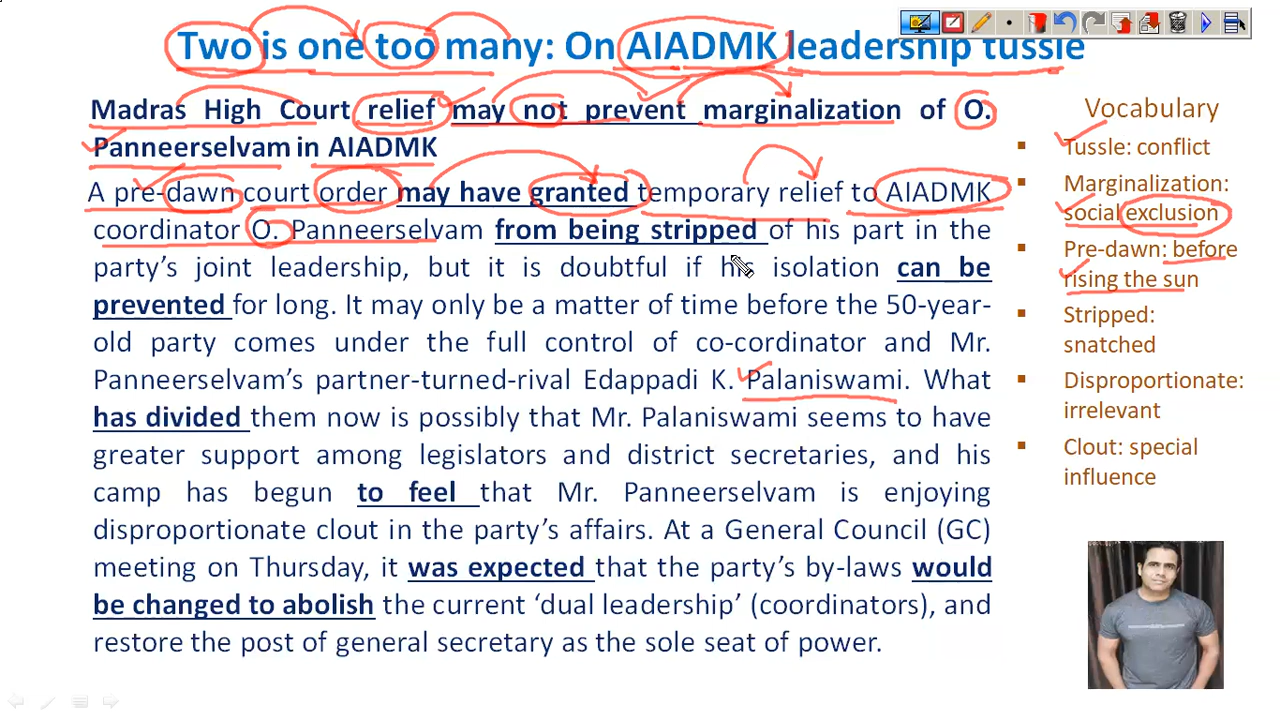 Two is one too many: On AIADMK leadership tussle
Madras High Court relief may not prevent marginalization of O.
Panneerselvam in AIADMK
A pre-dawn court order may have granted temporary relief to AIADMK
coordinator O. Panneerselvam from being stripped of his part in the
party's joint leadership, but it is doubtful if his isolation can be
prevented for long. It may only be a matter of time before the 50-year-
old party comes under the full control of co-coordinator and Mr.
Panneerselvam's partner-turned-rival Edappadi K. Palaniswami. What
has divided them now is possibly that Mr. Palaniswami seems to have
greater support among legislators and district secretaries, and his
camp has begun to feel that Mr. Panneerselvam is enjoying
disproportionate clout in the party's affairs. At a General Council (GC)
meeting on Thursday, it was expected that the party's by-laws would
be changed to abolish the current 'dual leadership' (coordinators), and
restore the post of general secretary as the sole seat of power.
Vocabulary
Tussle: conflict
Marginalization:
social exclusion
Pre-dawn: before
rising the sun
Stripped:
snatched
Disproportionate:
irrelevant
Clout: special
influence